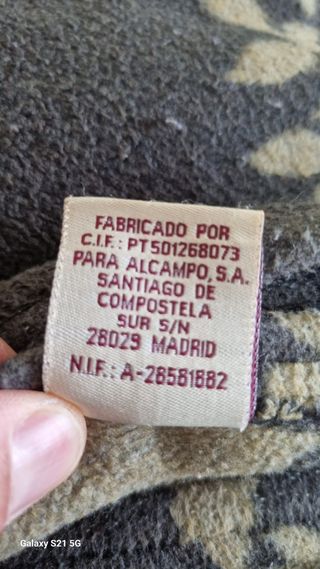 FABRICADO POR
C.I.F.: PT501268073
PARA ALCAMPO, S.A.
SANTIAGO DE
COMPOSTELA
SUR S/N
28029 MADRID
N.I.F.: A-28581882
Galaxy S21 5G